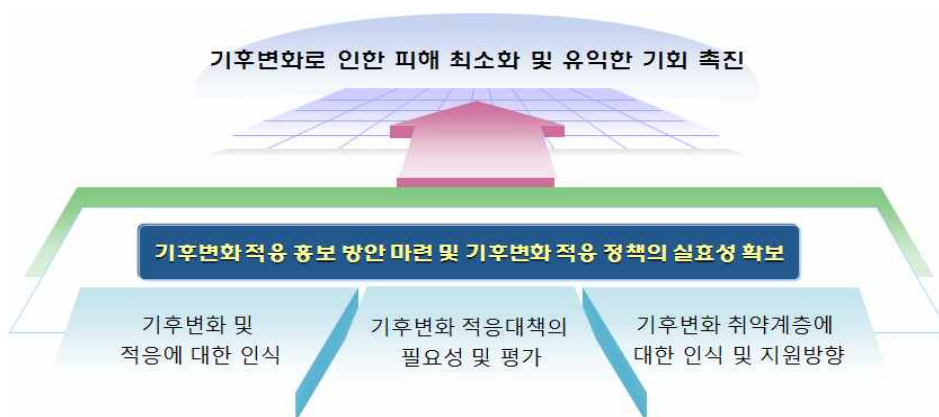 기후변화로 인한 피해 최소화 및 유익한 기회 촉진
기후변화적응 홍보 방안 마련 및 기후변화 적응 정책의 실효성 확보
기후변화 및
적응에 대한 인식
기후변화 적응대책의
필요성 및 평가
기후변화 취약계층에
대한 인식 및 지원방향